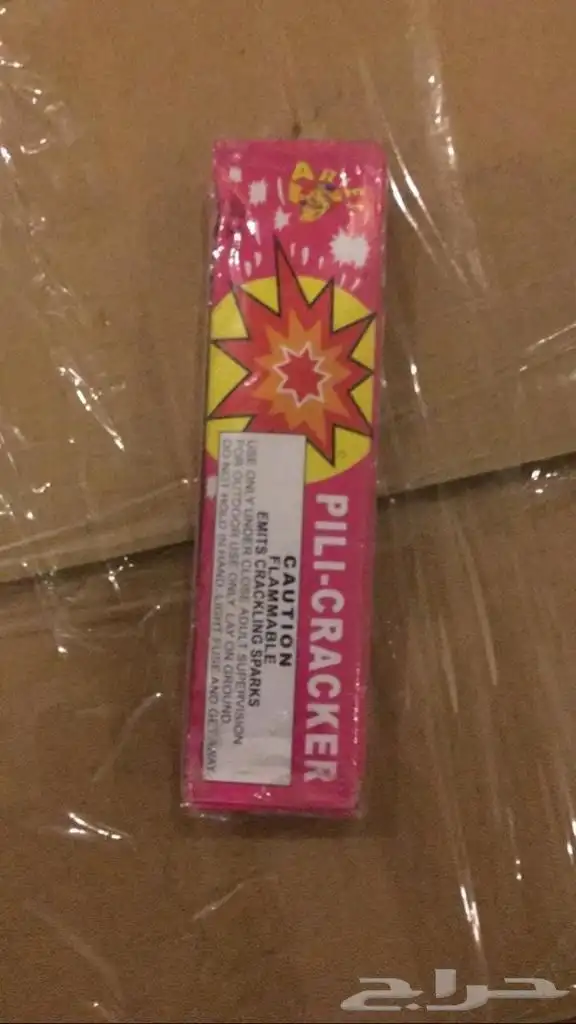 PILI-CRACKER
CAUTION
FLAMMABLE
EMITS CRACKLING SPARKS
USE ONLY UNDER CLOSE ADULT SUPERVISION
FOR OUTDOOR USE ONLY. LAY ON GROUND.
DO NOT HOLD IN HAND. LIGHT FUSE AND GET AWAY
حراج